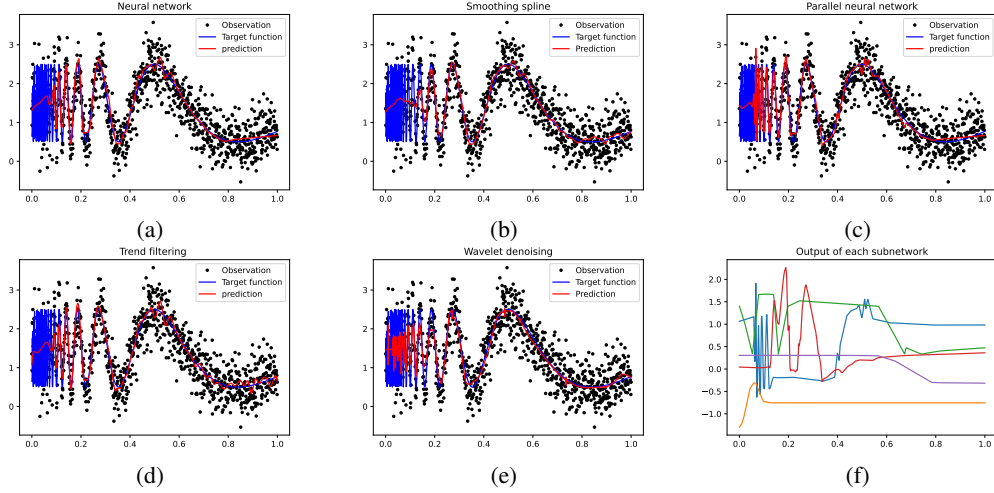 Neural network
Observation
Target function
prediction
3
2
1
0
0.0 0.2 0.4 0.6 0.8 1.0
(a)
Smoothing spline
Observation
Target function
Prediction
3
2
1
0
0.0 0.2 0.4 0.6 0.8 1.0
(b)
Parallel neural network
Observation
Target function
prediction
3
2
1
0
0.0 0.2 0.4 0.6 0.8 1.0
(c)
Trend filtering
Observation
Target function
prediction
3
2
1
0
0.0 0.2 0.4 0.6 0.8 1.0
(d)
Wavelet denoising
Observation
Target function
Prediction
3
2
1
0
0.0 0.2 0.4 0.6 0.8 1.0
(e)
Output of each subnetwork
2.0
1.5
1.0
0.5
0.0
−0.5
−1.0
0.0 0.2 0.4 0.6 0.8 1.0
(f)